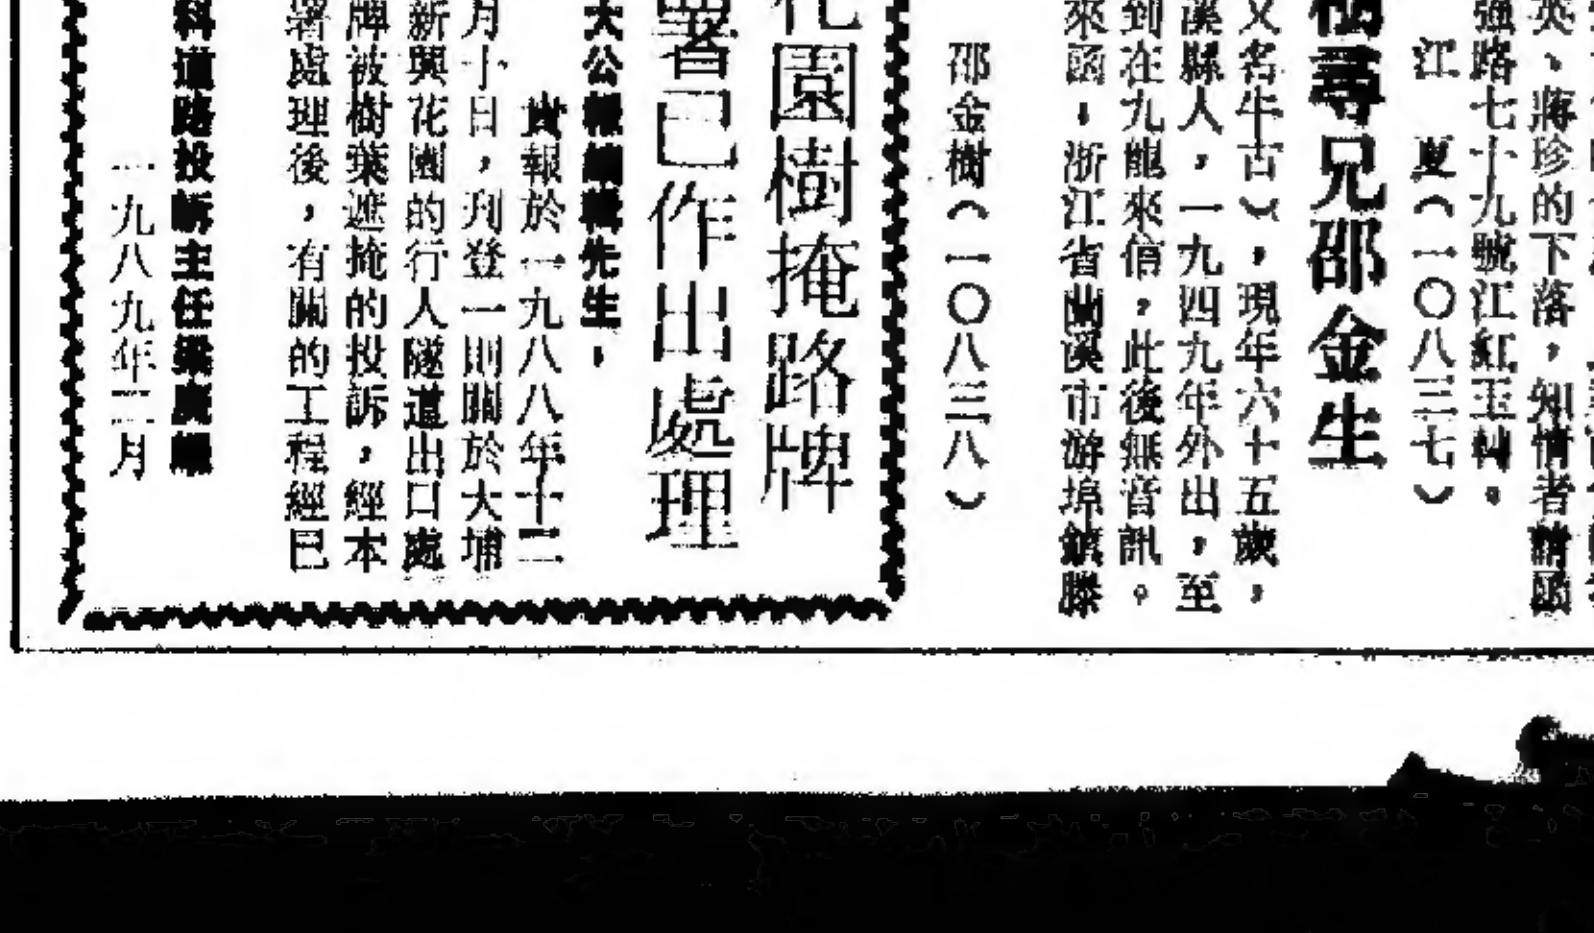 英、蔣珍的下落，知情者請函
強路七十九號江紅玉轉。
江　夏（一〇八三七）
樹尋兄邵金生
又名牛古），現年六十五歲，
溪縣人，一九四九年外出，至
到在九龍來信，此後無音訊。
來函，浙江省蘭溪市游埠鎮滕
邵金樹（一〇八三八）
花園樹掩路牌
署已作出處理
大公報編輯先生，
貴報於一九八八年十二
月十日，刊登一則關於大埔
新興花園的行人隧道出口處
牌被樹葉遮掩的投訴，經本
署處理後，有關的工程經已
科道路投訴主任梁
一九八九年二月